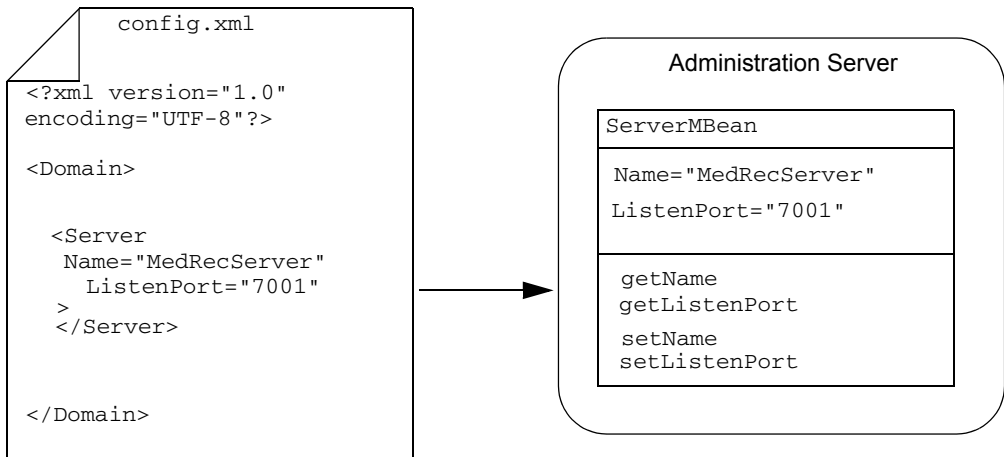 config.xml
<?xml version="1.0"
encoding="UTF-8"?>
<Domain>
<Server
Name="MedRecServer"
ListenPort="7001"
>
</Server>
</Domain>
Administration Server
ServerMBean
Name="MedRecServer"
ListenPort="7001"
getName
getListenPort
setName
setListenPort